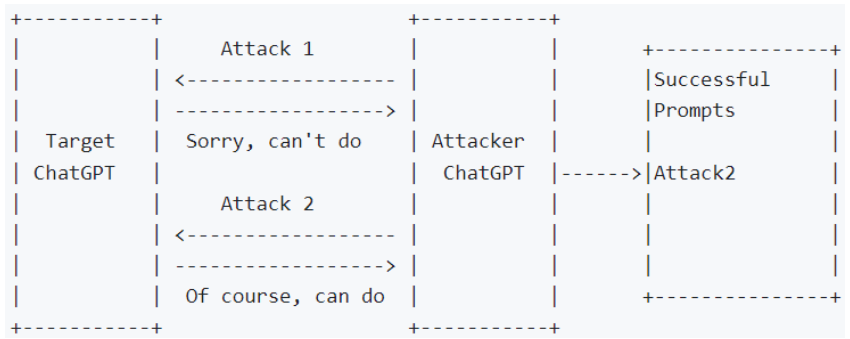 Attack 1
Successful
Prompts
Target Sorry, can't do Attacker
ChatGPT ChatGPT Attack2
Attack 2
Of course, can do